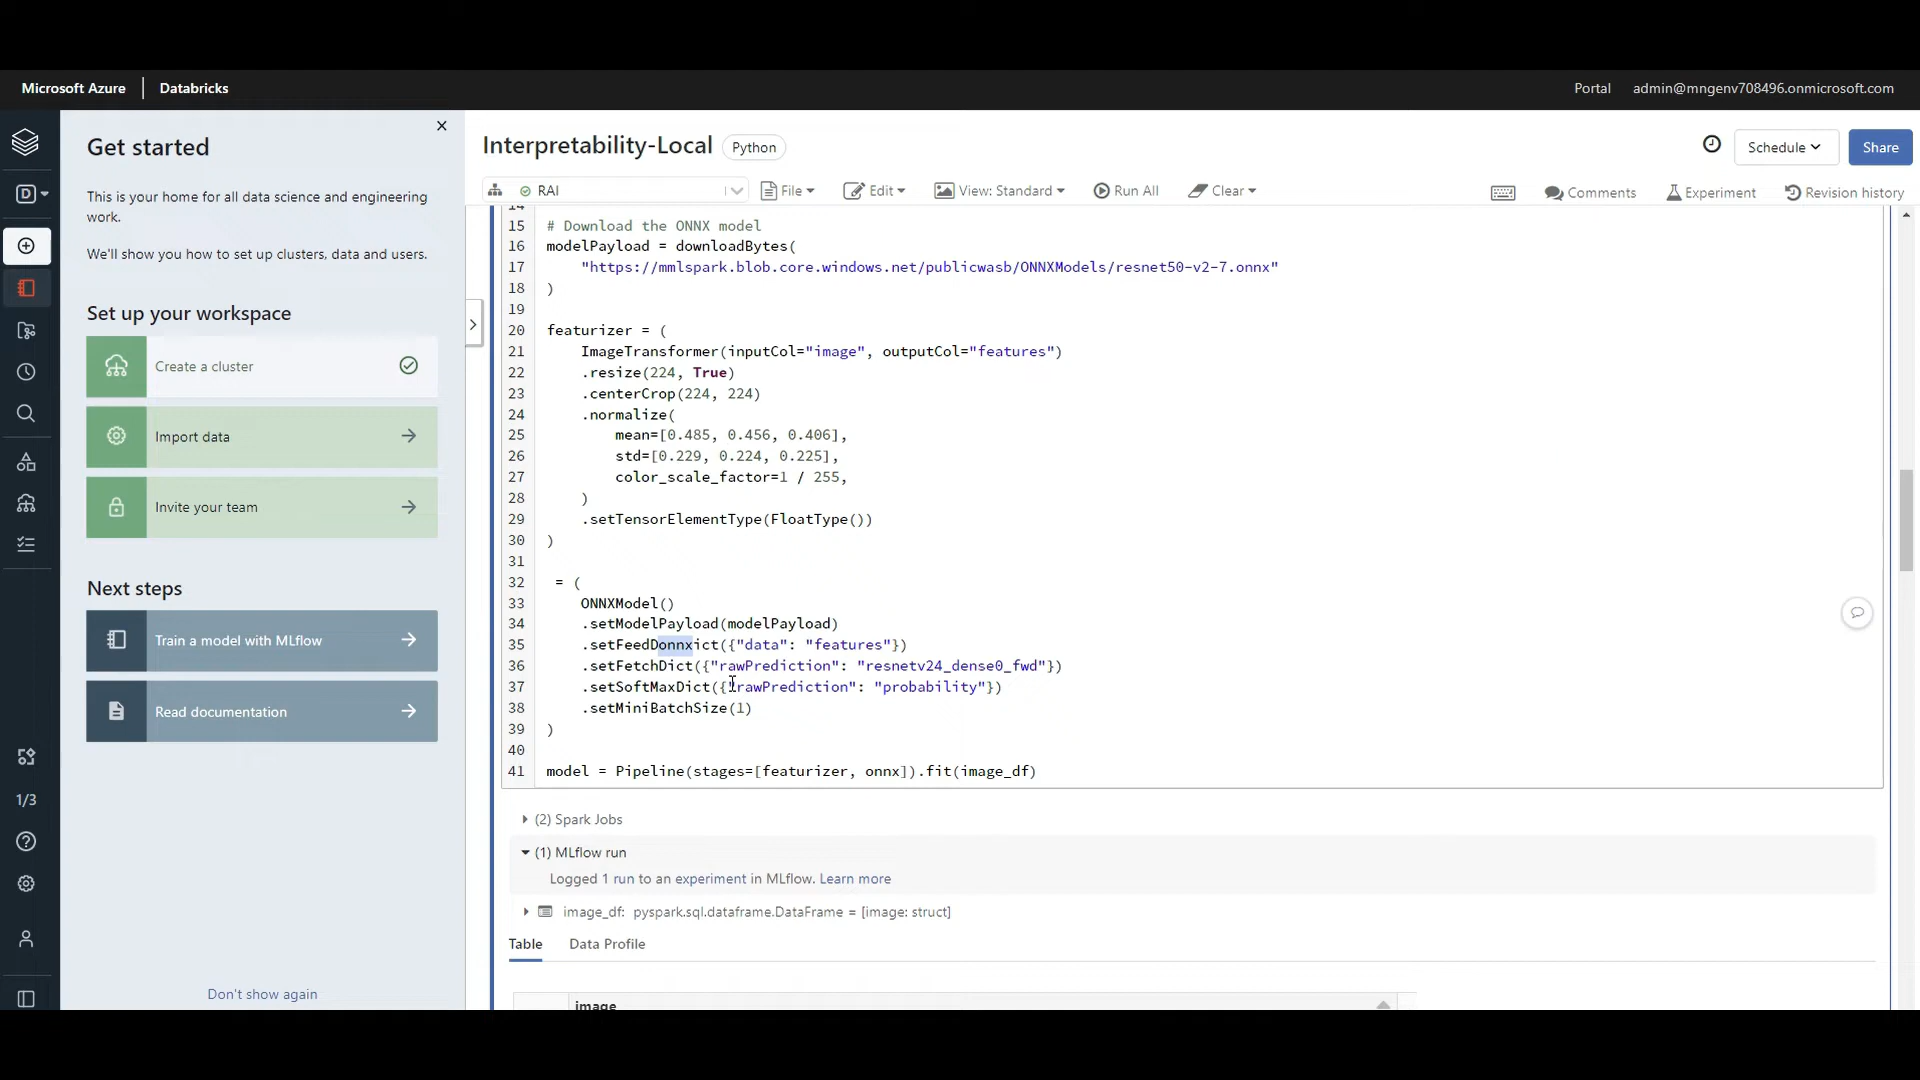 Microsoft Azure | Databricks
Portal admin@mngenv708496.onmicrosoft.com
Get started
This is your home for all data science and engineering
work.
We'll show you how to set up clusters, data and users.
Set up your workspace
Create a cluster
Import data
Invite your team
Next steps
Train a model with MLflow
Read documentation
Don't show again
D
1/3
Interpretability-Local Python
Schedule Share
RAI File Edit View: Standard Run All Clear
Comments Experiment Revision history
14
15 # Download the ONNX model
16 modelPayload = downloadBytes(
17 "https://mmlspark.blob.core.windows.net/publicwasb/ONNXModels/resnet50-v2-7.onnx"
18 )
19
20 featurizer = (
21 ImageTransformer(inputCol="image", outputCol="features")
22 .resize(224, True)
23 .centerCrop(224, 224)
24 .normalize(
25 mean=[0.485, 0.456, 0.406],
26 std=[0.229, 0.224, 0.225],
27 color_scale_factor=1 / 255,
28 )
29 .setTensorElementType(FloatType())
30 )
31
32 = (
33 ONNXModel()
34 .setModelPayload(modelPayload)
35 .setFeedDonnxict({"data": "features"})
36 .setFetchDict({"rawPrediction": "resnetv24_dense0_fwd"})
37 .setSoftMaxDict({"rawPrediction": "probability"})
38 .setMiniBatchSize(1)
39 )
40
41 model = Pipeline(stages=[featurizer, onnx]).fit(image_df)
(2) Spark Jobs
(1) MLflow run
Logged 1 run to an experiment in MLflow. Learn more
image_df: pyspark.sql.dataframe.DataFrame = [image: struct]
Table Data Profile
image